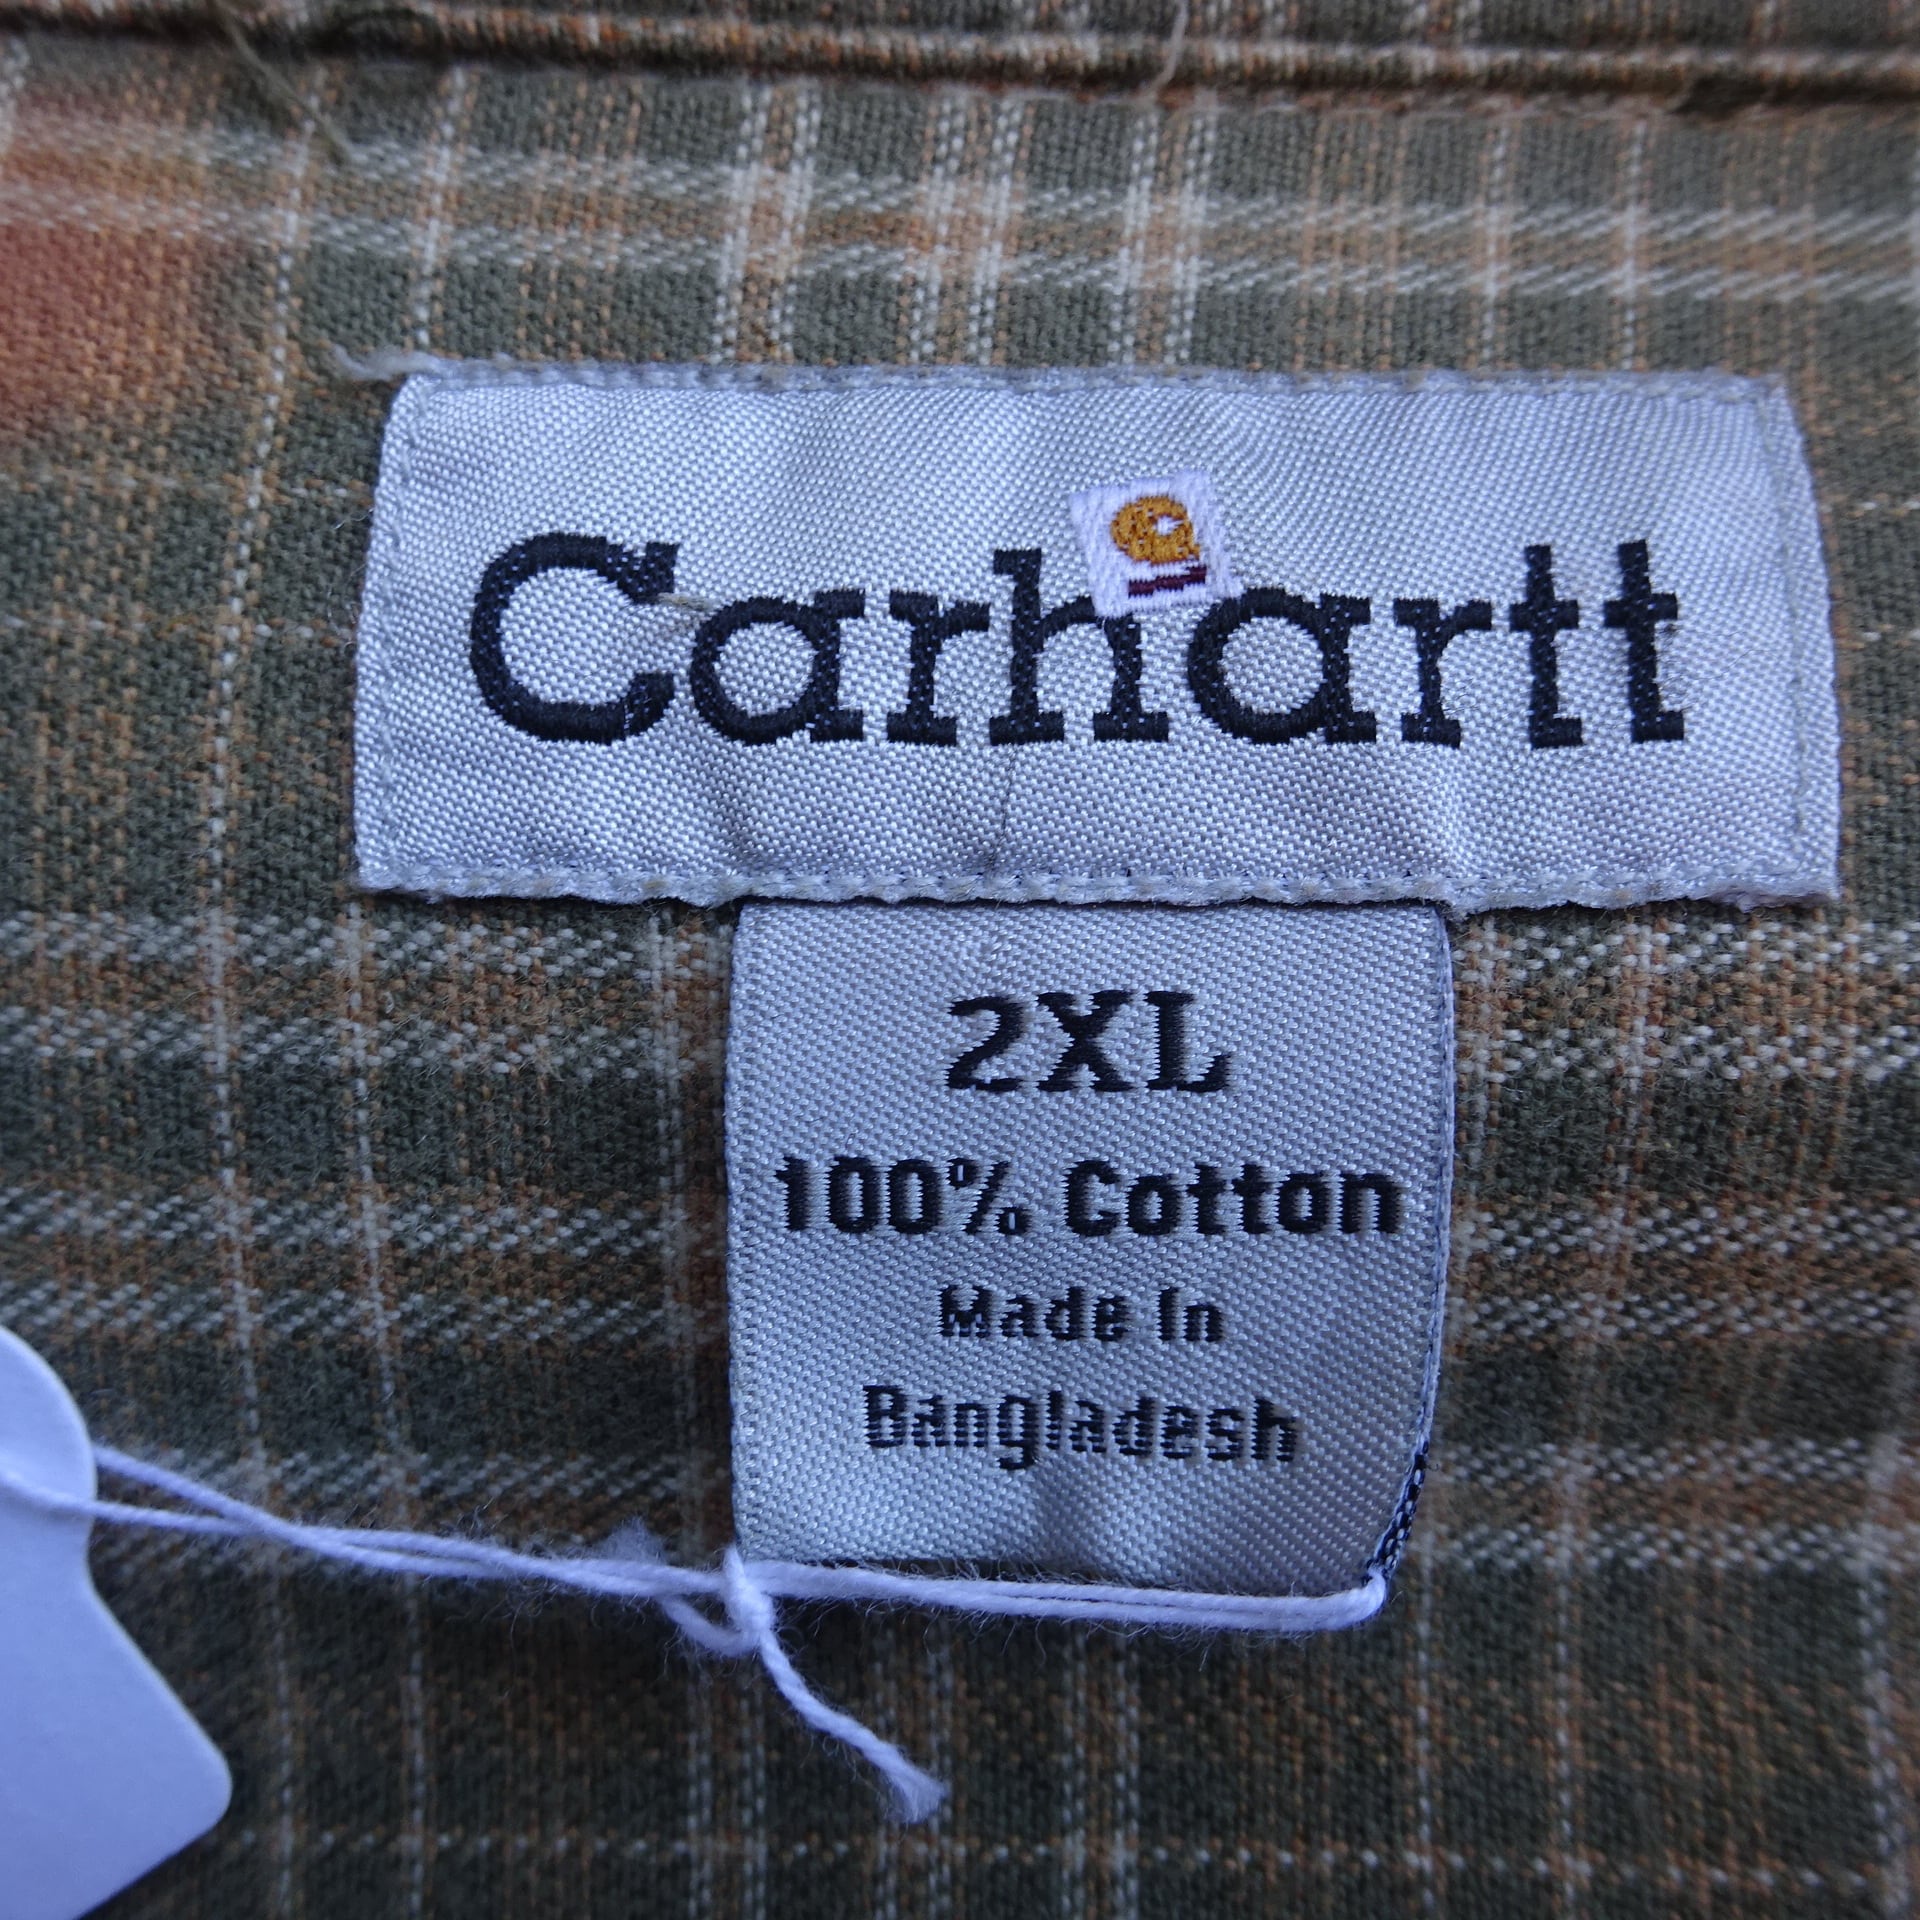 Carhartt
2XL
100% Cotton
Made In
Bangladesh